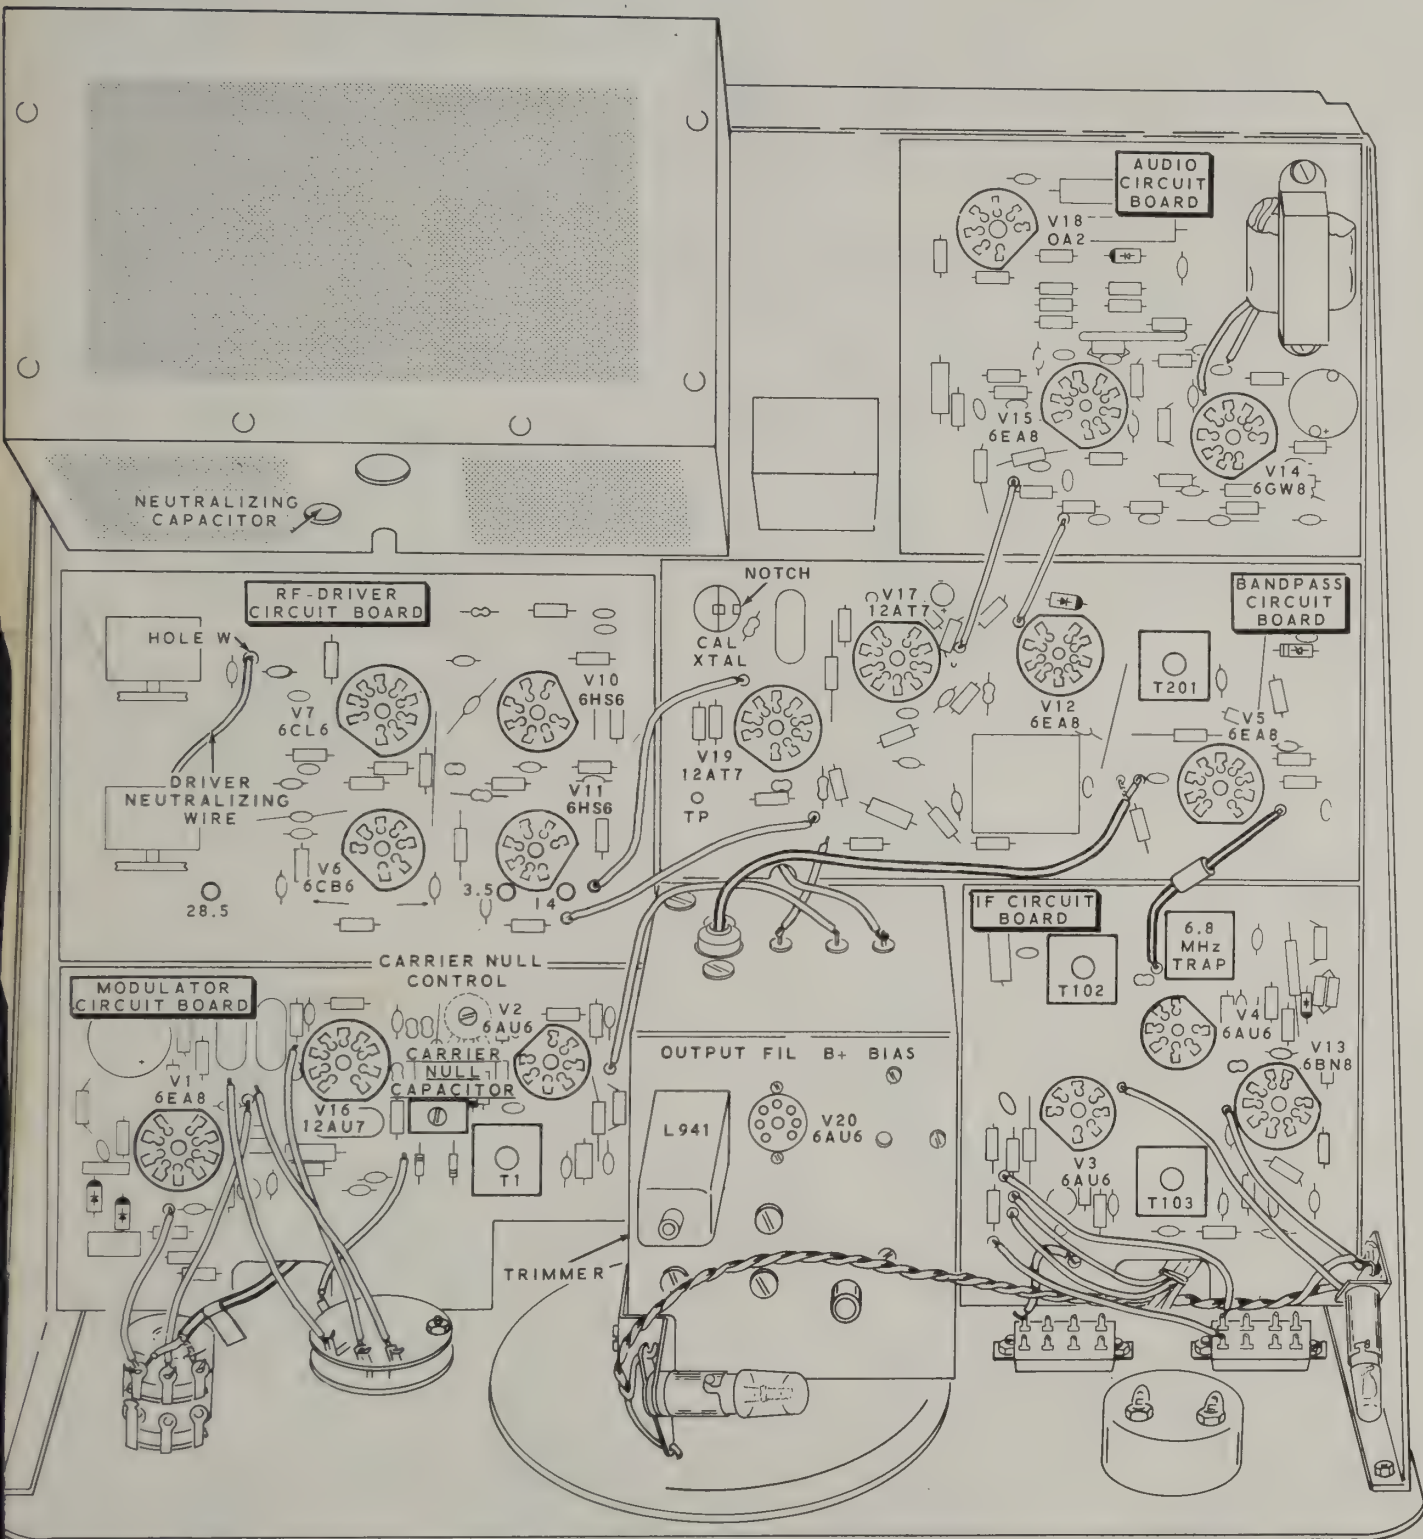 AUDIO
CIRCUIT
BOARD
V18
OA2
V15
6EA8
V14
6GW8
NEUTRALIZING
CAPACITOR
RF-DRIVER
CIRCUIT BOARD
HOLE W
V7
6CL6
V10
6HS6
DRIVER
NEUTRALIZING
WIRE
V11
6HS6
V6
6CB6
28.5
3.5
14
NOTCH
CAL
XTAL
V17
12AT7
BANDPASS
CIRCUIT
BOARD
T201
V12
6EA8
V5
6EA8
V19
12AT7
TP
IF CIRCUIT
BOARD
6.8
MHz
TRAP
T102
V4
6AU6
V13
6BN8
V3
6AU6
T103
CARRIER NULL
CONTROL
MODULATOR
CIRCUIT BOARD
V2
6AU6
CARRIER
NULL
CAPACITOR
V1
6EA8
V16
12AU7
T1
OUTPUT FIL B+ BIAS
L941
V20
6AU6
TRIMMER